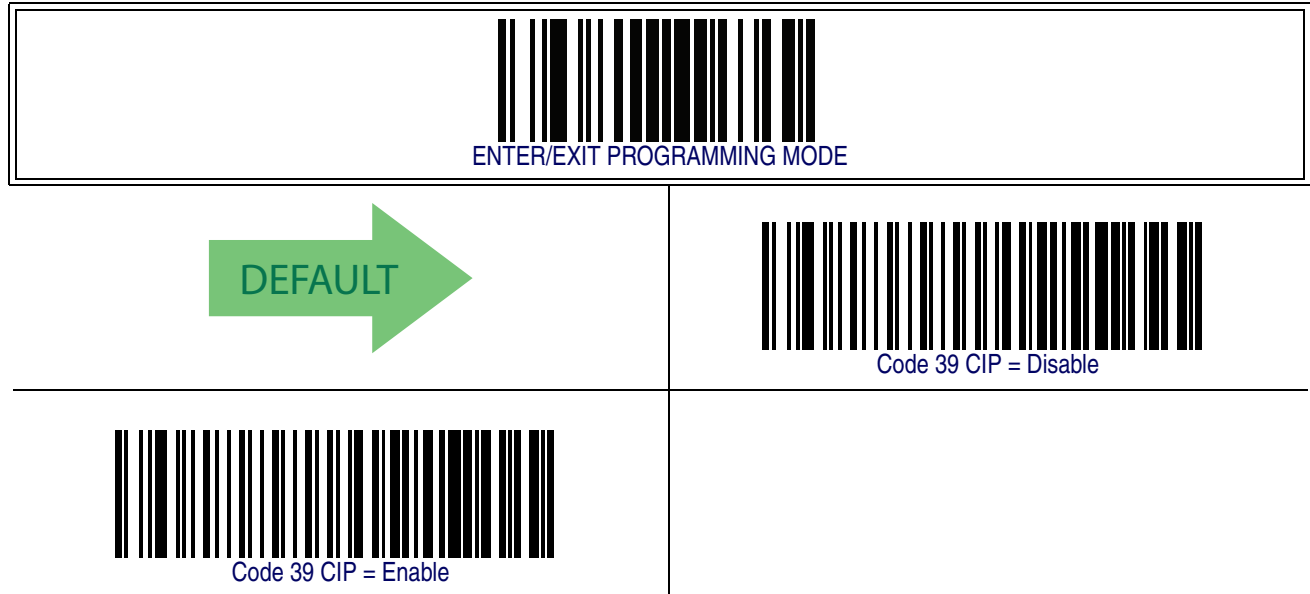 ENTER/EXIT PROGRAMMING MODE
DEFAULT
Code 39 CIP = Disable
Code 39 CIP = Enable